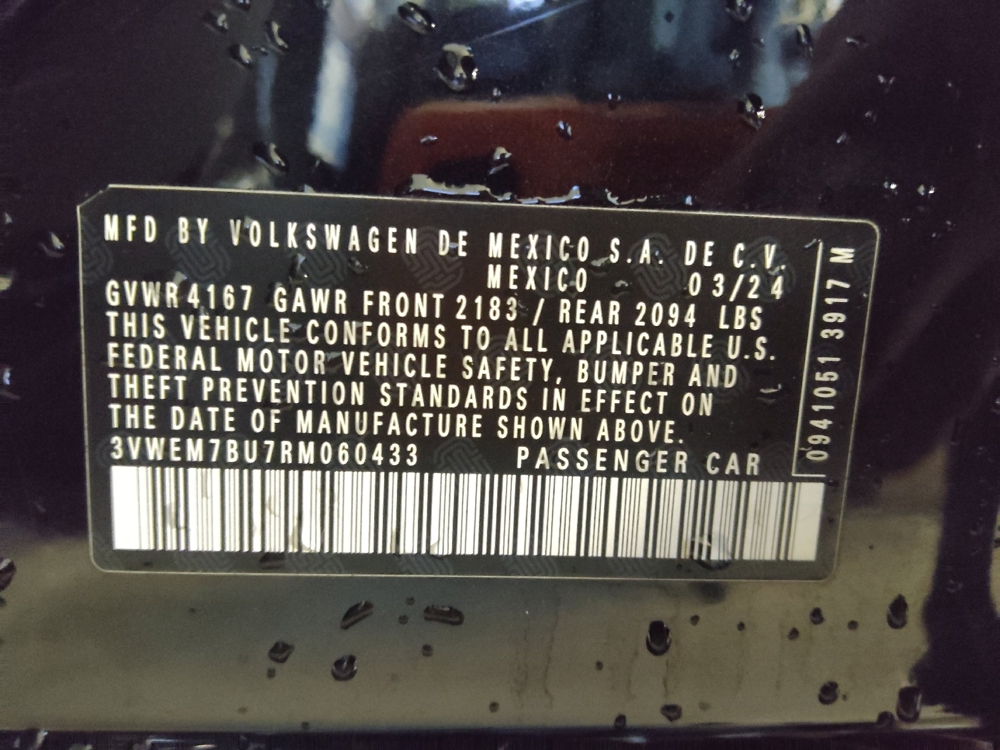 MFD BY VOLKSWAGEN DE MEXICO S.A. DE C.V.
MEXICO 03/24
GVWR 4167 GAWR FRONT 2183 / REAR 2094 LBS
THIS VEHICLE CONFORMS TO ALL APPLICABLE U.S.
FEDERAL MOTOR VEHICLE SAFETY, BUMPER AND
THEFT PREVENTION STANDARDS IN EFFECT ON
THE DATE OF MANUFACTURE SHOWN ABOVE.
3VWEM7BU7RM060433 PASSENGER CAR
0941051 3917 M